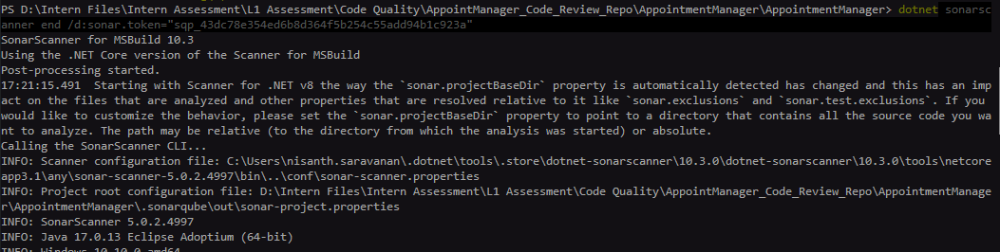 PS D:\Intern Files\Intern Assessment\L1 Assessment\Code Quality\AppointManager_Code_Review_Repo\AppointmentManager\AppointmentManager> dotnet sonarsc
anner end /d:sonar.token="sqp_43dc78e354ed6b8d364f5b254c55add94b1c923a"
SonarScanner for MSBuild 10.3
Using the .NET Core version of the Scanner for MSBuild
Post-processing started.
17:21:15.491  Starting with Scanner for .NET v8 the way the `sonar.projectBaseDir` property is automatically detected has changed and this has an imp
act on the files that are analyzed and other properties that are resolved relative to it like `sonar.exclusions` and `sonar.test.exclusions`. If you
would like to customize the behavior, please set the `sonar.projectBaseDir` property to point to a directory that contains all the source code you wa
nt to analyze. The path may be relative (to the directory from which the analysis was started) or absolute.
Calling the SonarScanner CLI...
INFO: Scanner configuration file: C:\Users\nisanth.saravanan\.dotnet\tools\.store\dotnet-sonarscanner\10.3.0\dotnet-sonarscanner\10.3.0\tools\netcore
app3.1\any\sonar-scanner-5.0.2.4997\bin\..\conf\sonar-scanner.properties
INFO: Project root configuration file: D:\Intern Files\Intern Assessment\L1 Assessment\Code Quality\AppointManager_Code_Review_Repo\AppointmentManage
r\AppointmentManager\.sonarqube\out\sonar-project.properties
INFO: SonarScanner 5.0.2.4997
INFO: Java 17.0.13 Eclipse Adoptium (64-bit)
INFO: Windows 10 10.0 amd64